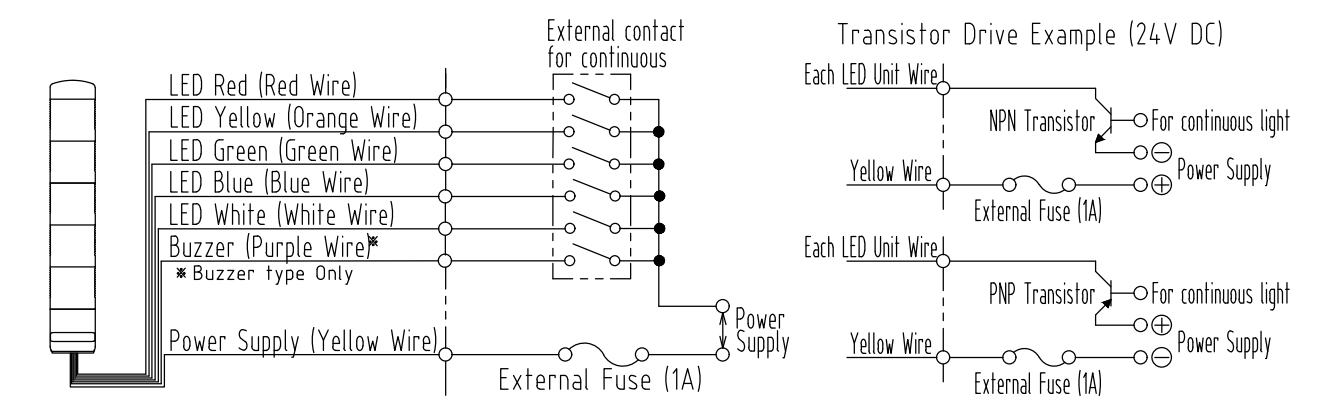 External contact
for continuous
LED Red (Red Wire)
LED Yellow (Orange Wire)
LED Green (Green Wire)
LED Blue (Blue Wire)
LED White (White Wire)
Buzzer (Purple Wire)※
※Buzzer type Only
Power Supply (Yellow Wire)
External Fuse (1A)
Power
Supply
Transistor Drive Example (24V DC)
Each LED Unit Wire
NPN Transistor
For continuous light
⊖
Power Supply
Yellow Wire
⊕
External Fuse (1A)
Each LED Unit Wire
PNP Transistor
For continuous light
⊕
Power Supply
Yellow Wire
⊖
External Fuse (1A)